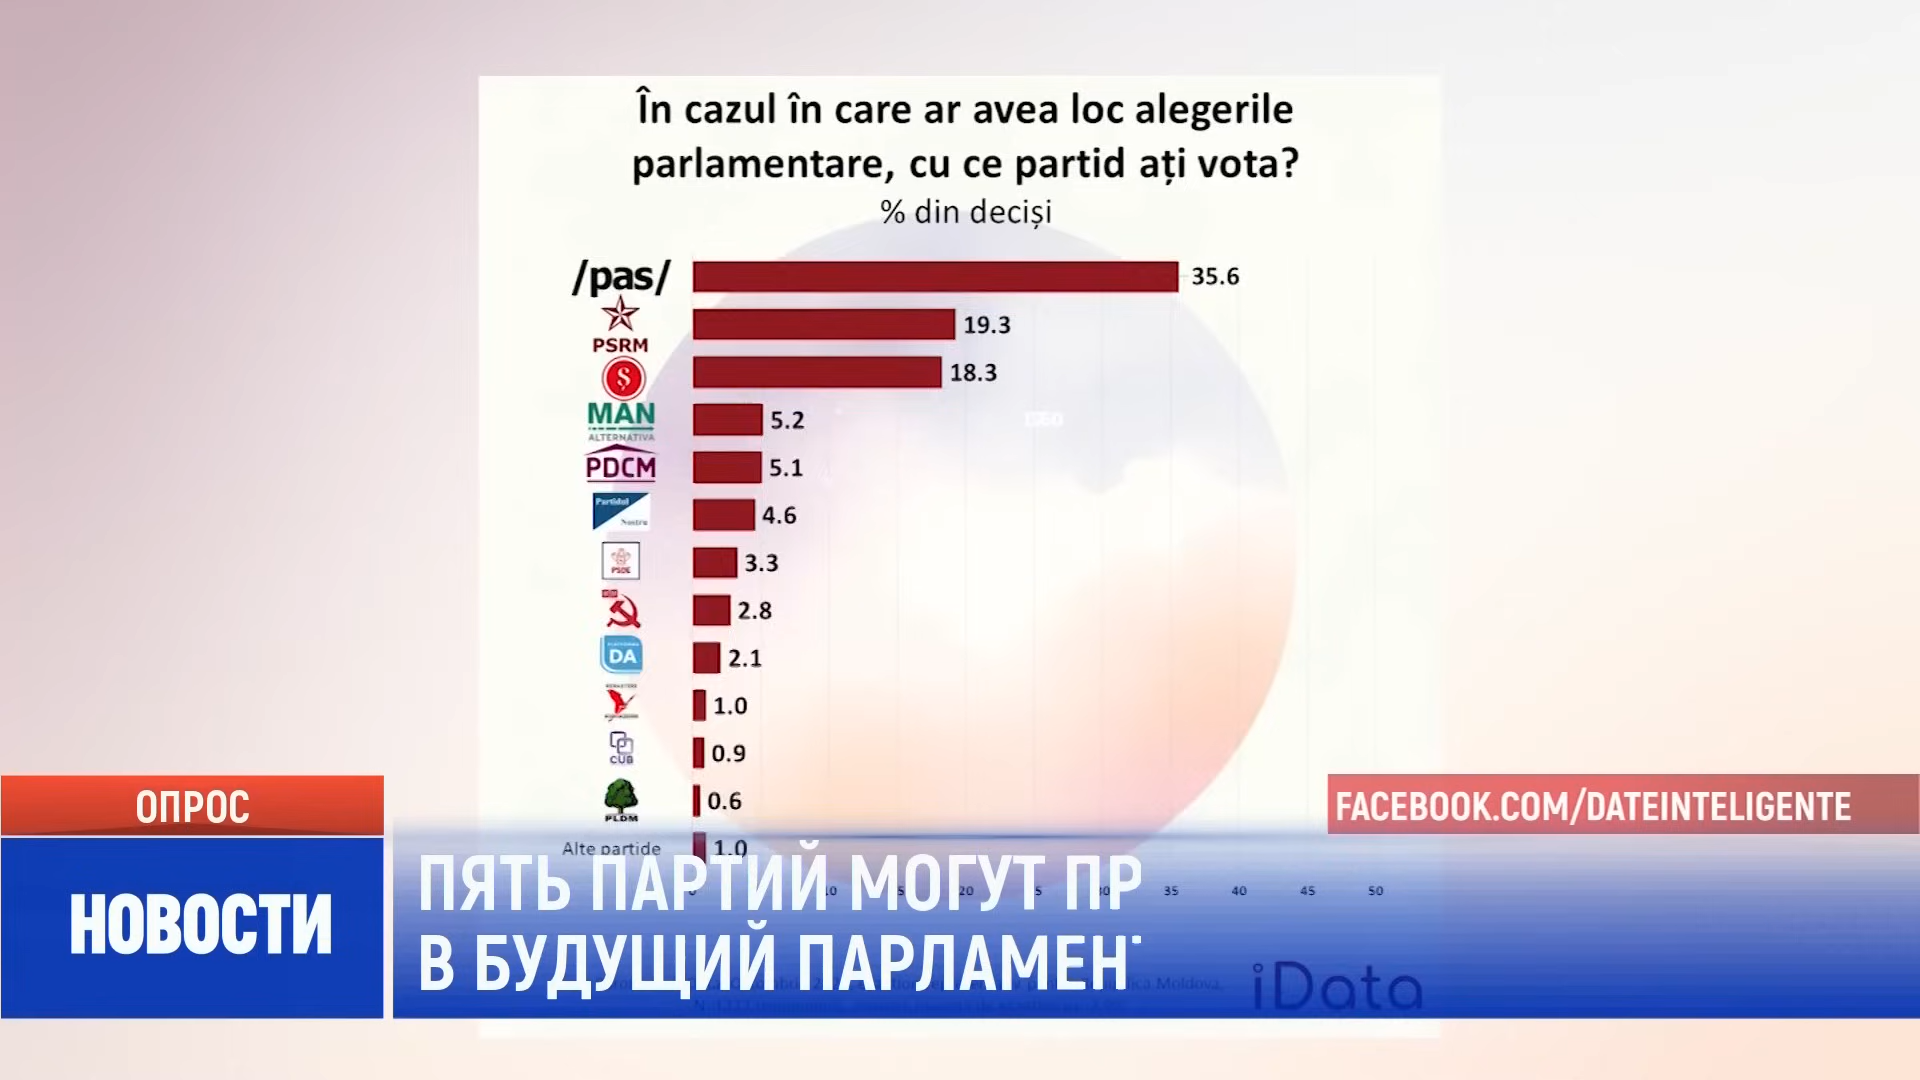 În cazul în care ar avea loc alegerile
parlamentare, cu ce partid ați vota?
% din deciși
/pas/ 35.6
PSRM 19.3
Ș 18.3
MAN
ALTERNATIVA 5.2
PDCM 5.1
Partidul
Nostru 4.6
PSDE 3.3
2.8
DA 2.1
1.0
CUB 0.9
PLDM 0.6
Alte partide 1.0
20 35 40 45 50
ОПРОС
НОВОСТИ
FACEBOOK.COM/DATEINTELIGENTE
ПЯТЬ ПАРТИЙ МОГУТ ПР
В БУДУЩИЙ ПАРЛАМЕН
Moldova,
iData